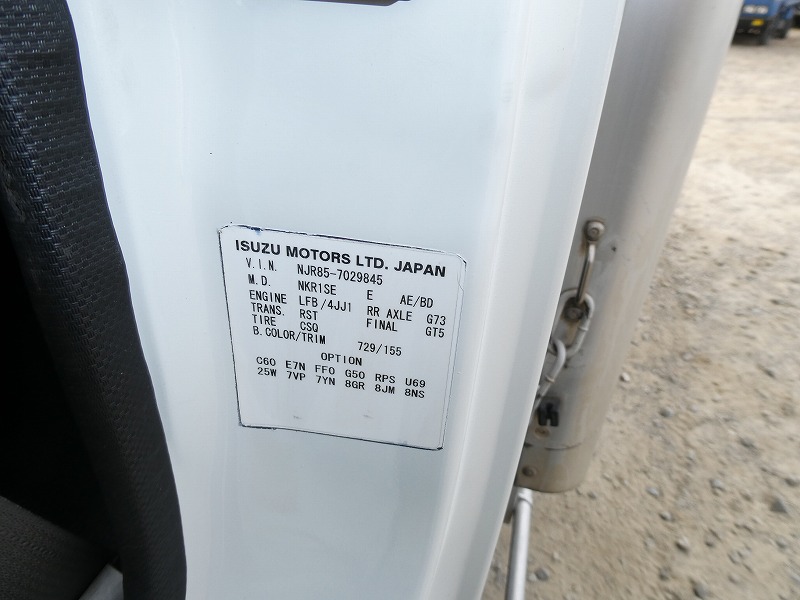 ISUZU MOTORS LTD. JAPAN
V.I.N. NJR85-7029845
M.D. NKR1SE E AE/BD
ENGINE LFB/4JJ1 RR AXLE G73
TRANS. RST FINAL GT5
TIRE CSQ
B.COLOR/TRIM 729/155
OPTION
C60 E7N FF0 G50 RPS U69
25W 7VP 7YN 8GR 8JM 8NS